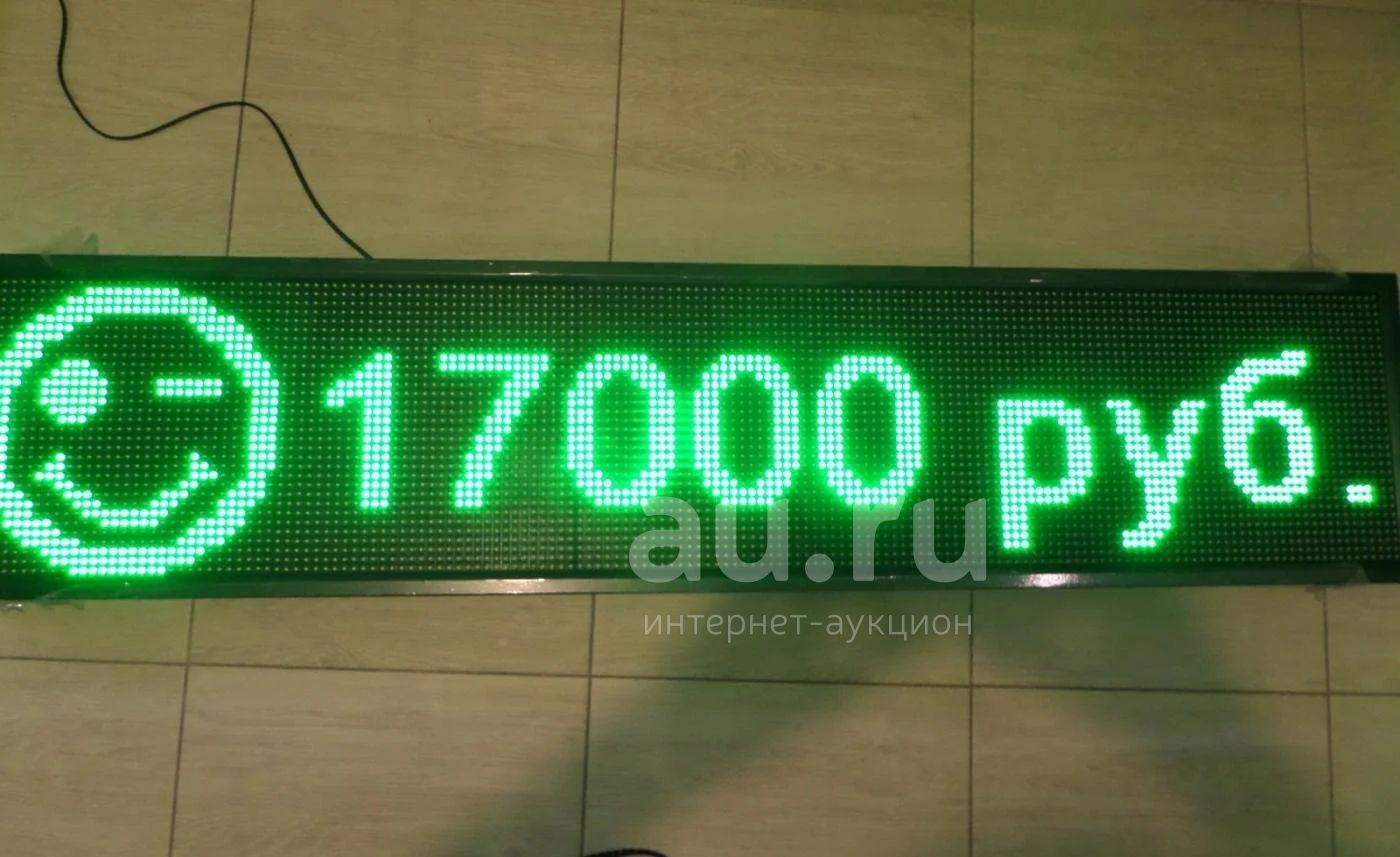 17000 руб.
au.ru
интернет-аукцион